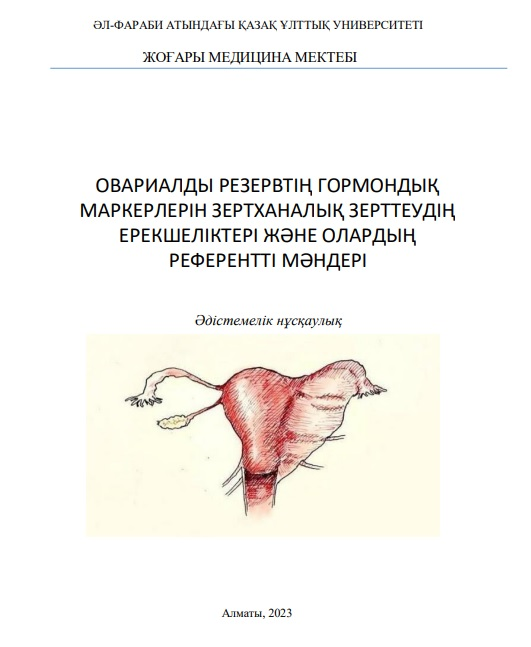 ӘЛ-ФАРАБИ АТЫНДАҒЫ ҚАЗАҚ ҰЛТТЫҚ УНИВЕРСИТЕТІ
ЖОҒАРЫ МЕДИЦИНА МЕКТЕБІ
ОВАРИАЛДЫ РЕЗЕРВТІҢ ГОРМОНДЫҚ
МАРКЕРЛЕРІН ЗЕРТХАНАЛЫҚ ЗЕРТТЕУДІҢ
ЕРЕКШЕЛІКТЕРІ ЖӘНЕ ОЛАРДЫҢ
РЕФЕРЕНТТІ МӘНДЕРІ
Әдістемелік нұсқаулық
Алматы, 2023